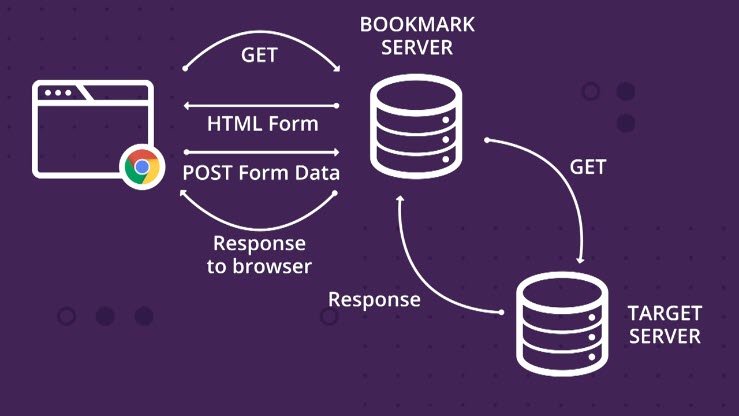 BOOKMARK
SERVER
GET
HTML Form
POST Form Data
Response
to browser
GET
Response
TARGET
SERVER